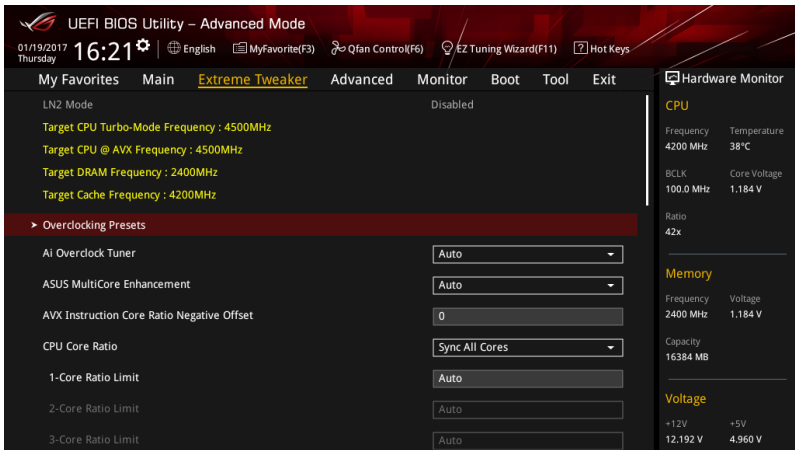 UEFI BIOS Utility – Advanced Mode
01/19/2017 Thursday 16:21 English MyFavorite(F3) Qfan Control(F6) EZ Tuning Wizard(F11) ? Hot Keys
My Favorites Main Extreme Tweaker Advanced Monitor Boot Tool Exit
LN2 Mode Disabled
Target CPU Turbo-Mode Frequency : 4500MHz
Target CPU @ AVX Frequency : 4500MHz
Target DRAM Frequency : 2400MHz
Target Cache Frequency : 4200MHz
Overclocking Presets
Ai Overclock Tuner Auto
ASUS MultiCore Enhancement Auto
AVX Instruction Core Ratio Negative Offset 0
CPU Core Ratio Sync All Cores
1-Core Ratio Limit Auto
2-Core Ratio Limit Auto
3-Core Ratio Limit Auto
Hardware Monitor
CPU
Frequency Temperature
4200 MHz 38°C
BCLK Core Voltage
100.0 MHz 1.184 V
Ratio
42x
Memory
Frequency Voltage
2400 MHz 1.184 V
Capacity
16384 MB
Voltage
+12V +5V
12.192 V 4.960 V